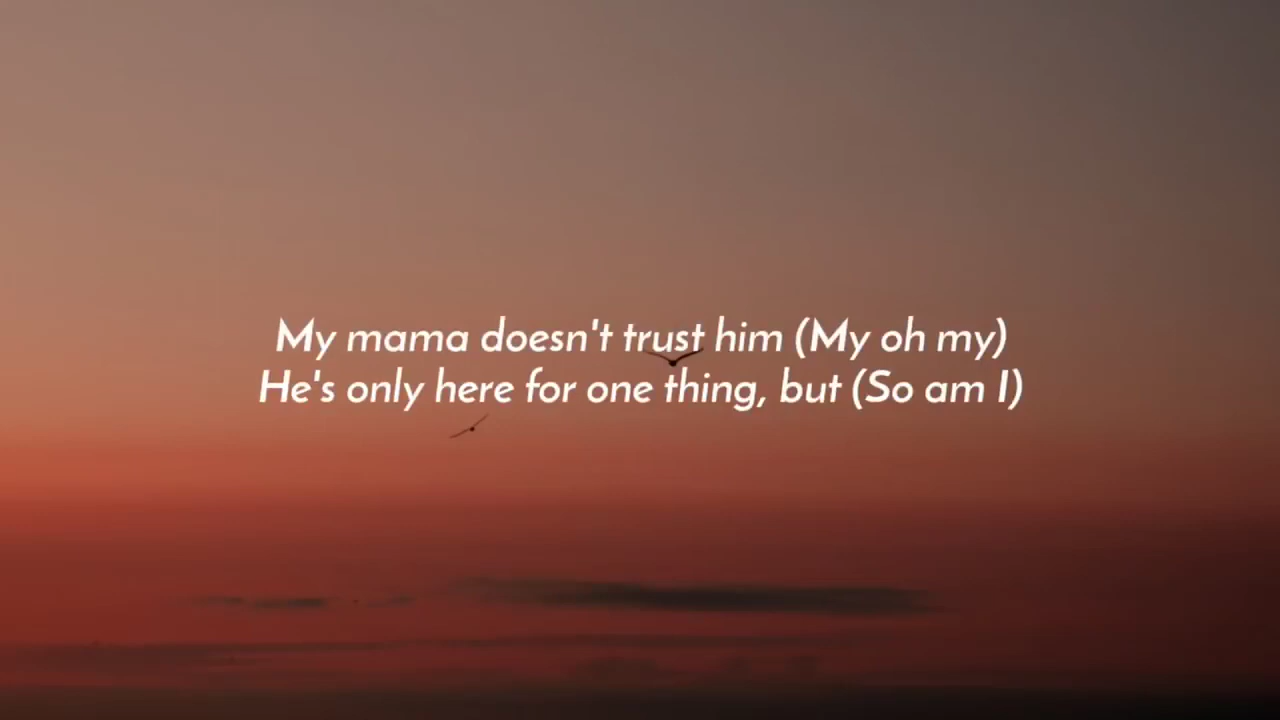 My mama doesn't trust him (My oh my)
He's only here for one thing, but (So am I)